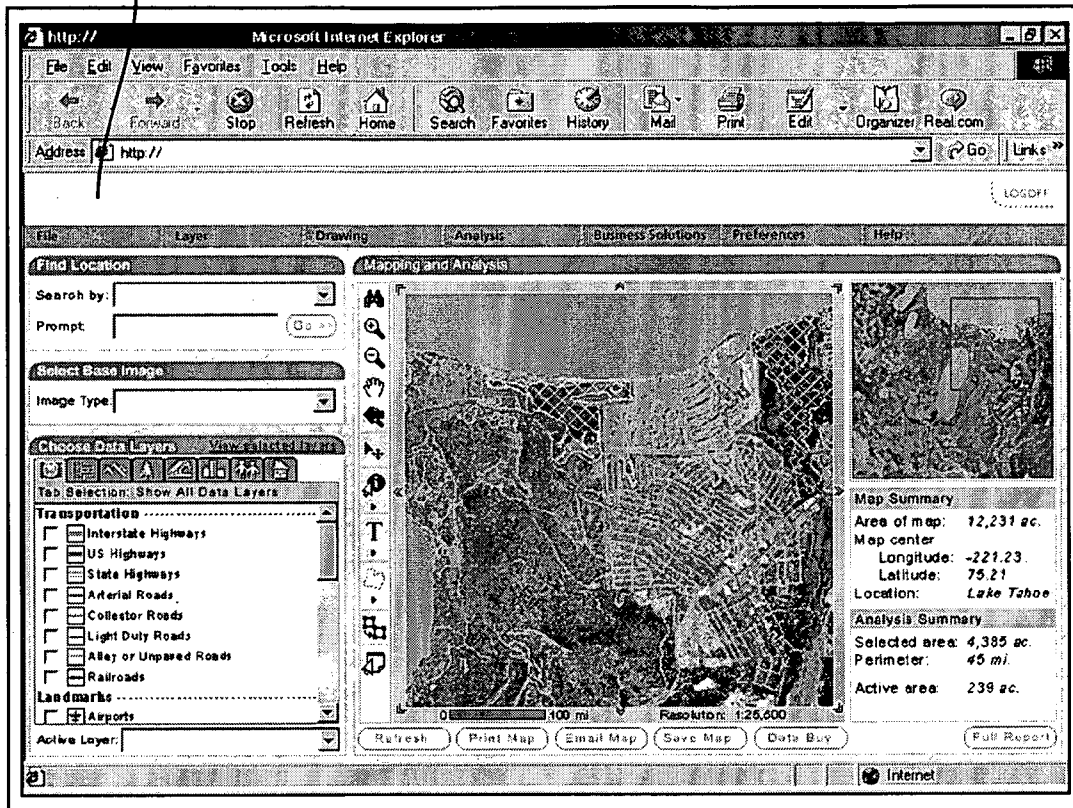 http:// Microsoft Internet Explorer
File Edit View Favorites Tools Help
Back Forward Stop Refresh Home Search Favorites History Mail Print Edit Organizer Real.com
Address http:// Go Links »
LOGOFF
File Layer Drawing Analysis Business Solutions Preferences Help
Find Location
Search by:
Prompt: Go >>
Select Base Image
Image Type:
Choose Data Layers View selected layers
Tab Selection: Show All Data Layers
Transportation
Interstate Highways
US Highways
State Highways
Arterial Roads
Collector Roads
Light Duty Roads
Alley or Unpaved Roads
Railroads
Landmarks
Airports
Active Layer:
Mapping and Analysis
T
0 100 mi Resolution: 1:25,600
Refresh Print Map Email Map Save Map Data Buy Full Report
Map Summary
Area of map: 12,231 ac.
Map center
Longitude: -221.23
Latitude: 75.21
Location: Lake Tahoe
Analysis Summary
Selected area: 4,385 ac.
Perimeter: 45 mi.
Active area: 239 ac.
Internet